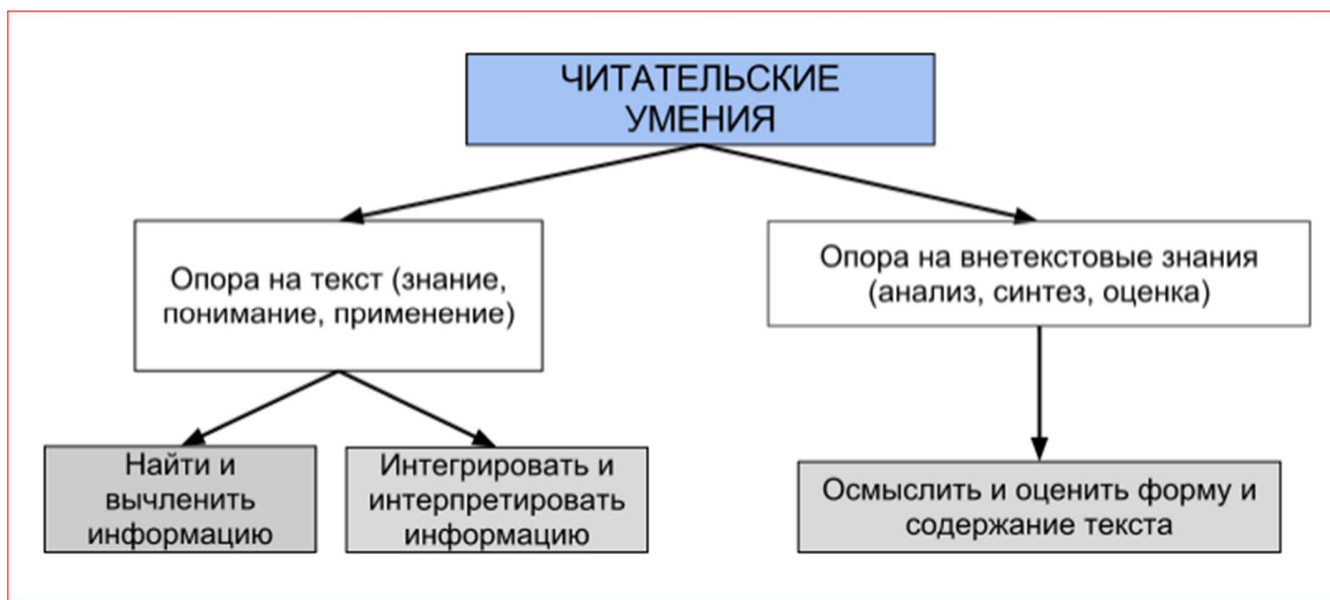 ЧИТАТЕЛЬСКИЕ
УМЕНИЯ
Опора на текст (знание,
понимание, применение)
Опора на внетекстовые знания
(анализ, синтез, оценка)
Найти и
вычленить
информацию
Интегрировать и
интерпретировать
информацию
Осмыслить и оценить форму и
содержание текста